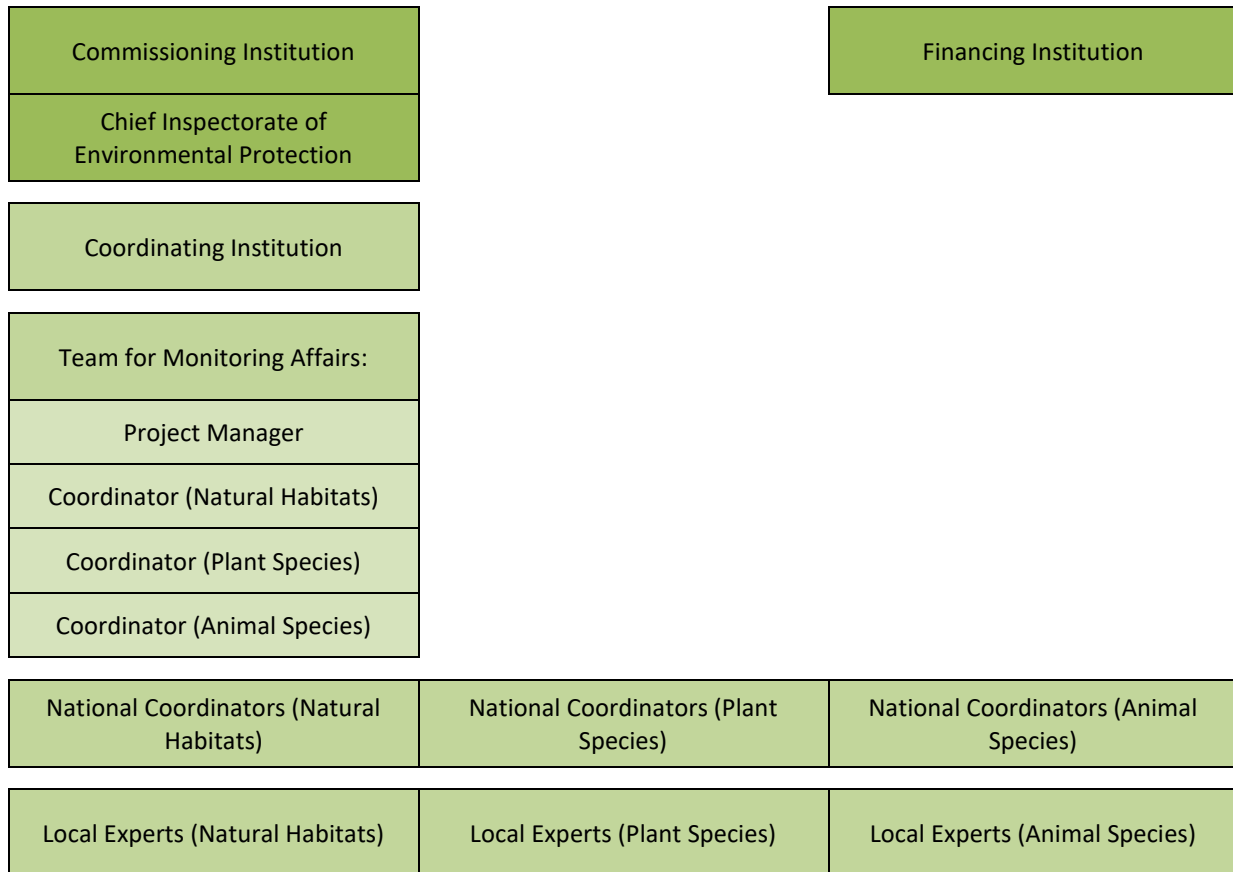 Commissioning Institution
Financing Institution
Chief Inspectorate of
Environmental Protection
Coordinating Institution
Team for Monitoring Affairs:
Project Manager
Coordinator (Natural Habitats)
Coordinator (Plant Species)
Coordinator (Animal Species)
National Coordinators (Natural
Habitats)
National Coordinators (Plant
Species)
National Coordinators (Animal
Species)
Local Experts (Natural Habitats)
Local Experts (Plant Species)
Local Experts (Animal Species)